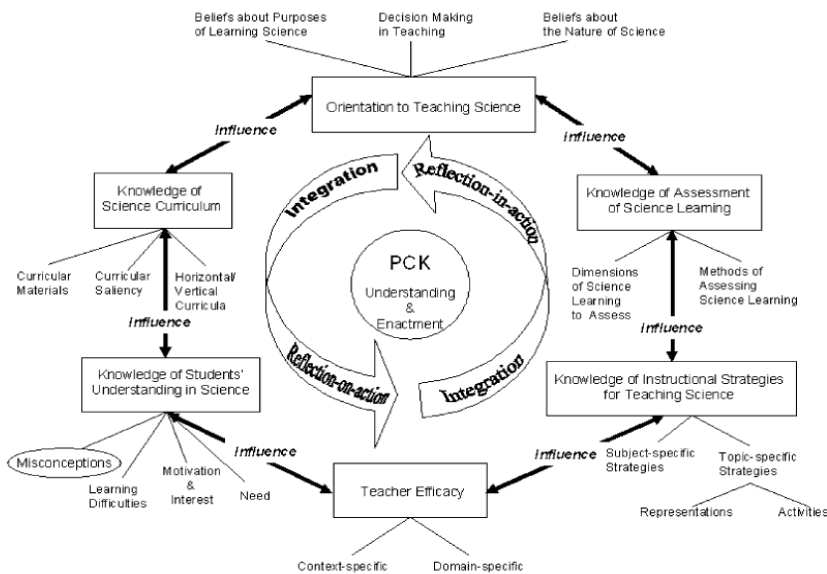 Beliefs about Purposes
of Learning Science
Decision Making
in Teaching
Beliefs about
the Nature of Science
Orientation to Teaching Science
Influence
Influence
Integration
Reflection-in-action
Knowledge of
Science Curriculum
Knowledge of Assessment
of Science Learning
PCK
Understanding
&
Enactment
Curricular
Materials
Curricular
Saliency
Horizontal/
Vertical
Curricula
Dimensions
of Science
Learning
to Assess
Methods of
Assessing
Science Learning
Influence
Influence
Reflection-on-action
Integration
Knowledge of Students'
Understanding in Science
Knowledge of Instructional Strategies
for Teaching Science
Misconceptions
Learning
Difficulties
Motivation
&
Interest
Need
Influence
Influence
Subject-specific
Strategies
Topic-specific
Strategies
Teacher Efficacy
Representations
Activities
Context-specific
Domain-specific